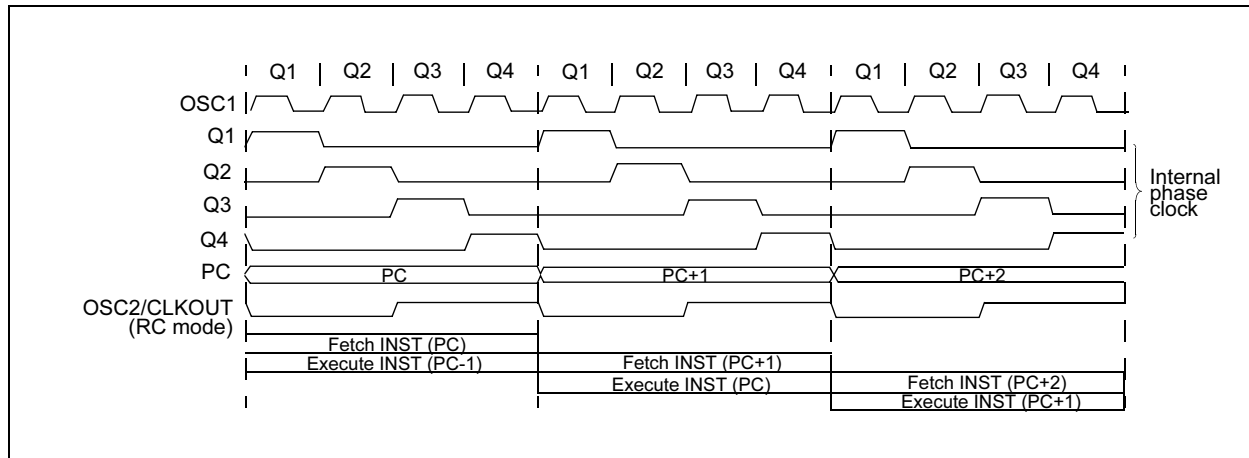 Q1 Q2 Q3 Q4 Q1 Q2 Q3 Q4 Q1 Q2 Q3 Q4
OSC1
Q1
Q2
Q3
Q4
Internal
phase
clock
PC PC PC+1 PC+2
OSC2/CLKOUT
(RC mode)
Fetch INST (PC)
Execute INST (PC-1) Fetch INST (PC+1)
Execute INST (PC) Fetch INST (PC+2)
Execute INST (PC+1)